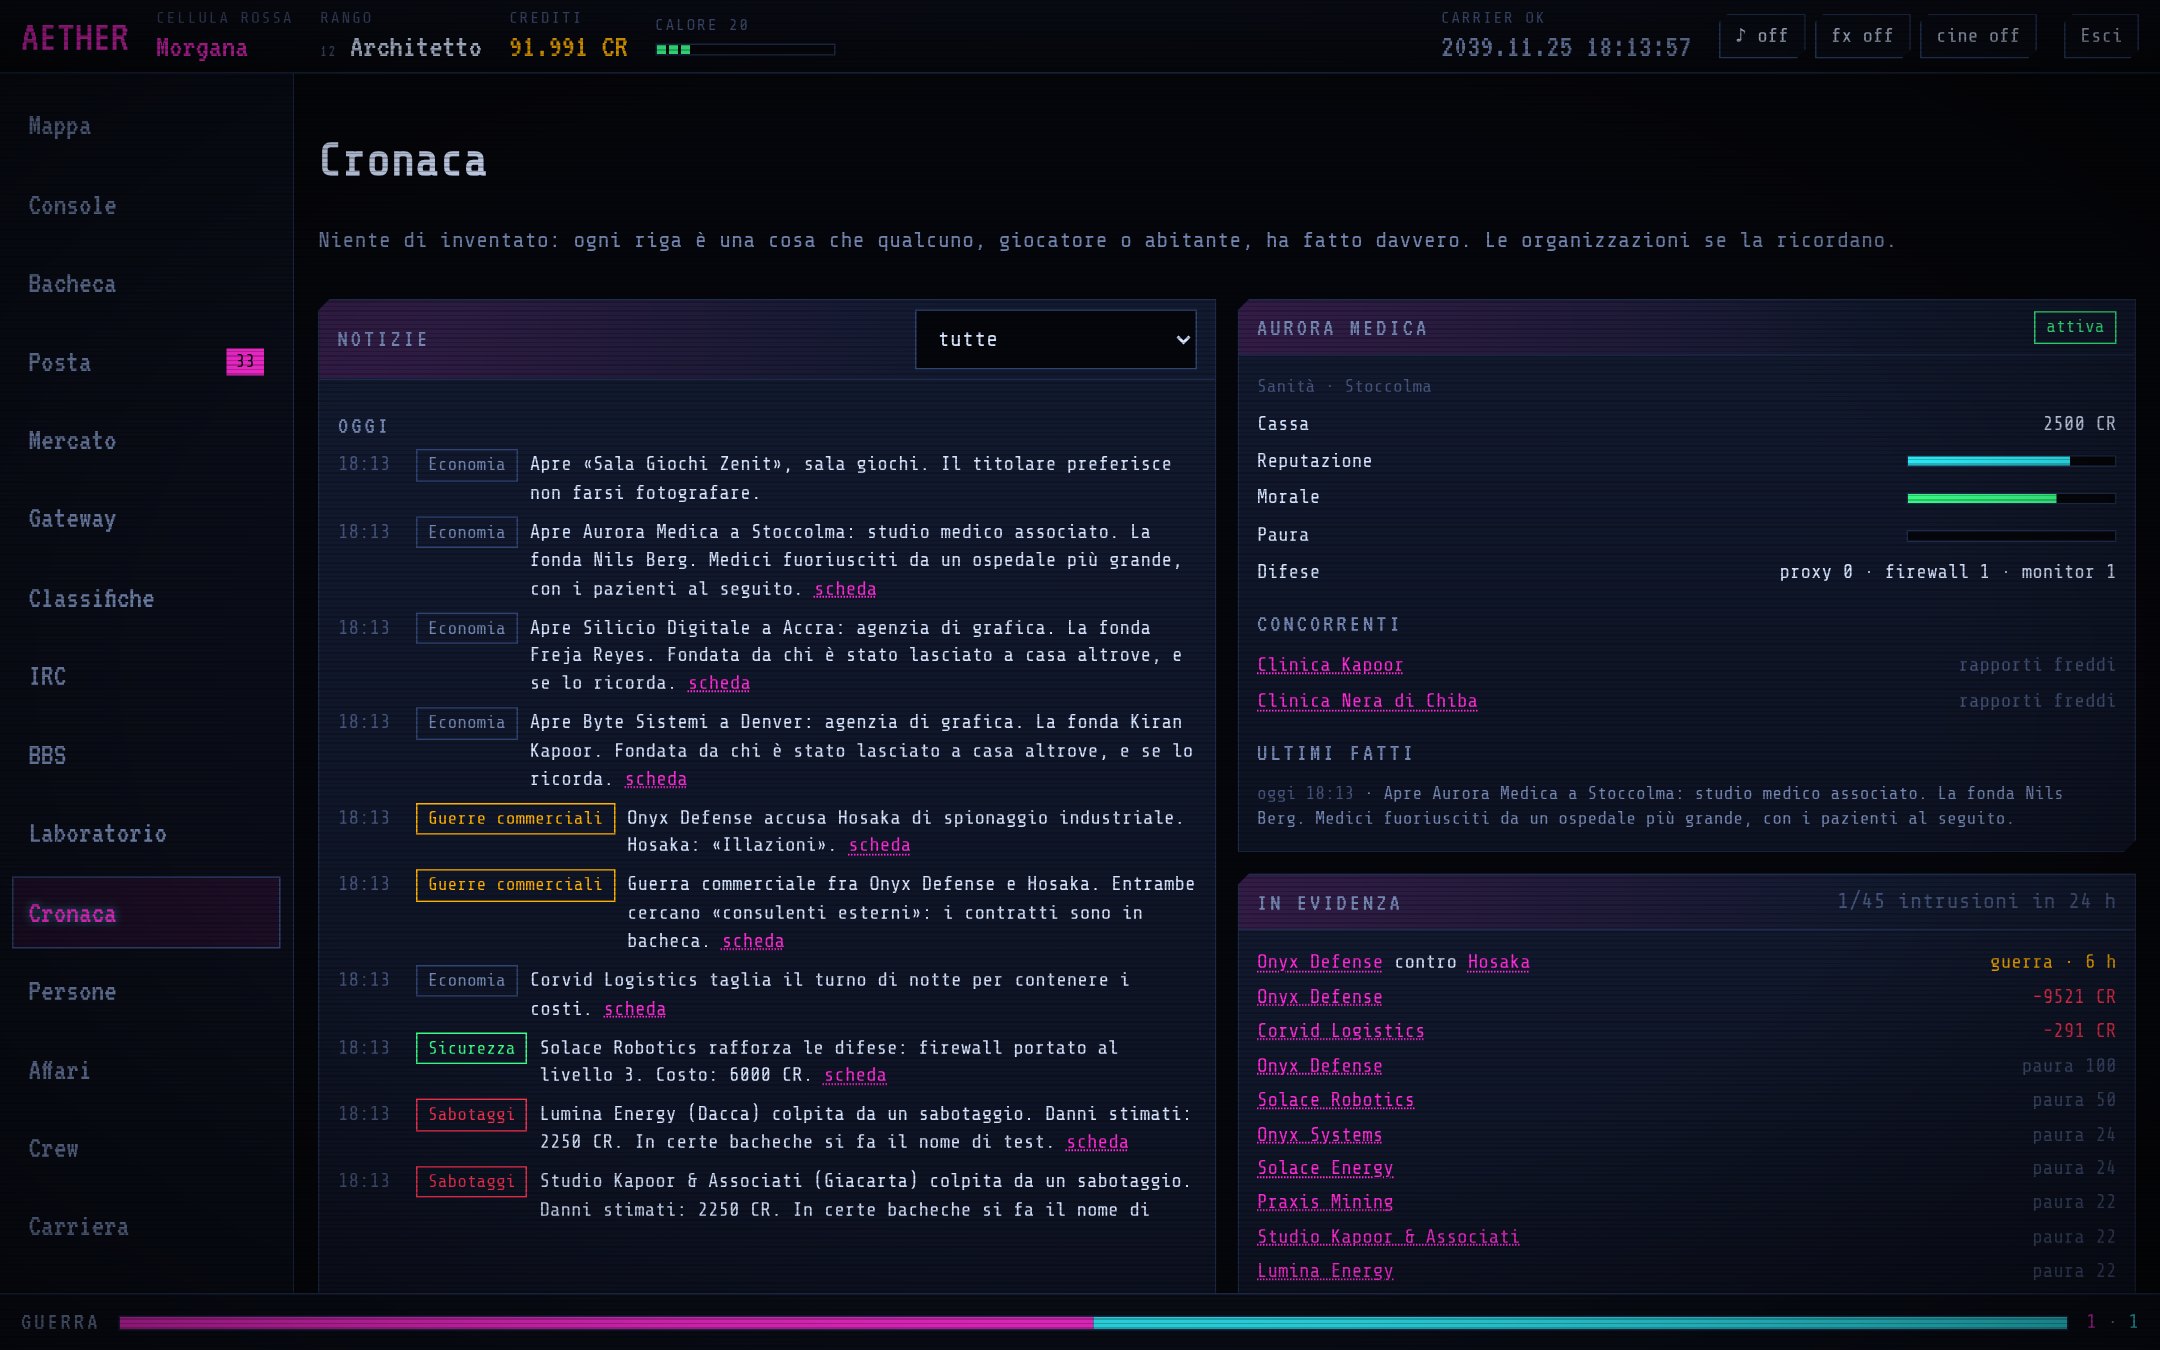 AETHER
CELLULA ROSSA
Morgana
RANGO
12 Architetto
CREDITI
91.991 CR
CALORE 20
CARRIER OK
2039.11.25 18:13:57
♪ off
fx off
cine off
Esci
Mappa
Console
Bacheca
Posta 33
Mercato
Gateway
Classifiche
IRC
BBS
Laboratorio
Cronaca
Persone
Affari
Crew
Carriera
Cronaca
Niente di inventato: ogni riga è una cosa che qualcuno, giocatore o abitante, ha fatto davvero. Le organizzazioni se la ricordano.
NOTIZIE
tutte
OGGI
18:13 Economia Apre «Sala Giochi Zenit», sala giochi. Il titolare preferisce
non farsi fotografare.
18:13 Economia Apre Aurora Medica a Stoccolma: studio medico associato. La
fonda Nils Berg. Medici fuoriusciti da un ospedale più grande,
con i pazienti al seguito. scheda
18:13 Economia Apre Silicio Digitale a Accra: agenzia di grafica. La fonda
Freja Reyes. Fondata da chi è stato lasciato a casa altrove, e
se lo ricorda. scheda
18:13 Economia Apre Byte Sistemi a Denver: agenzia di grafica. La fonda Kiran
Kapoor. Fondata da chi è stato lasciato a casa altrove, e se lo
ricorda. scheda
18:13 Guerre commerciali Onyx Defense accusa Hosaka di spionaggio industriale.
Hosaka: «Illazioni». scheda
18:13 Guerre commerciali Guerra commerciale fra Onyx Defense e Hosaka. Entrambe
cercano «consulenti esterni»: i contratti sono in
bacheca. scheda
18:13 Economia Corvid Logistics taglia il turno di notte per contenere i
costi. scheda
18:13 Sicurezza Solace Robotics rafforza le difese: firewall portato al
livello 3. Costo: 6000 CR. scheda
18:13 Sabotaggi Lumina Energy (Dacca) colpita da un sabotaggio. Danni stimati:
2250 CR. In certe bacheche si fa il nome di test. scheda
18:13 Sabotaggi Studio Kapoor & Associati (Giacarta) colpita da un sabotaggio.
Danni stimati: 2250 CR. In certe bacheche si fa il nome di
AURORA MEDICA
attiva
Sanità · Stoccolma
Cassa 2500 CR
Reputazione
Morale
Paura
Difese proxy 0 · firewall 1 · monitor 1
CONCORRENTI
Clinica Kapoor rapporti freddi
Clinica Nera di Chiba rapporti freddi
ULTIMI FATTI
oggi 18:13 · Apre Aurora Medica a Stoccolma: studio medico associato. La fonda Nils
Berg. Medici fuoriusciti da un ospedale più grande, con i pazienti al seguito.
IN EVIDENZA 1/45 intrusioni in 24 h
Onyx Defense contro Hosaka guerra · 6 h
Onyx Defense -9521 CR
Corvid Logistics -291 CR
Onyx Defense paura 100
Solace Robotics paura 50
Onyx Systems paura 24
Solace Energy paura 24
Praxis Mining paura 22
Studio Kapoor & Associati paura 22
Lumina Energy paura 22
GUERRA 1 · 1